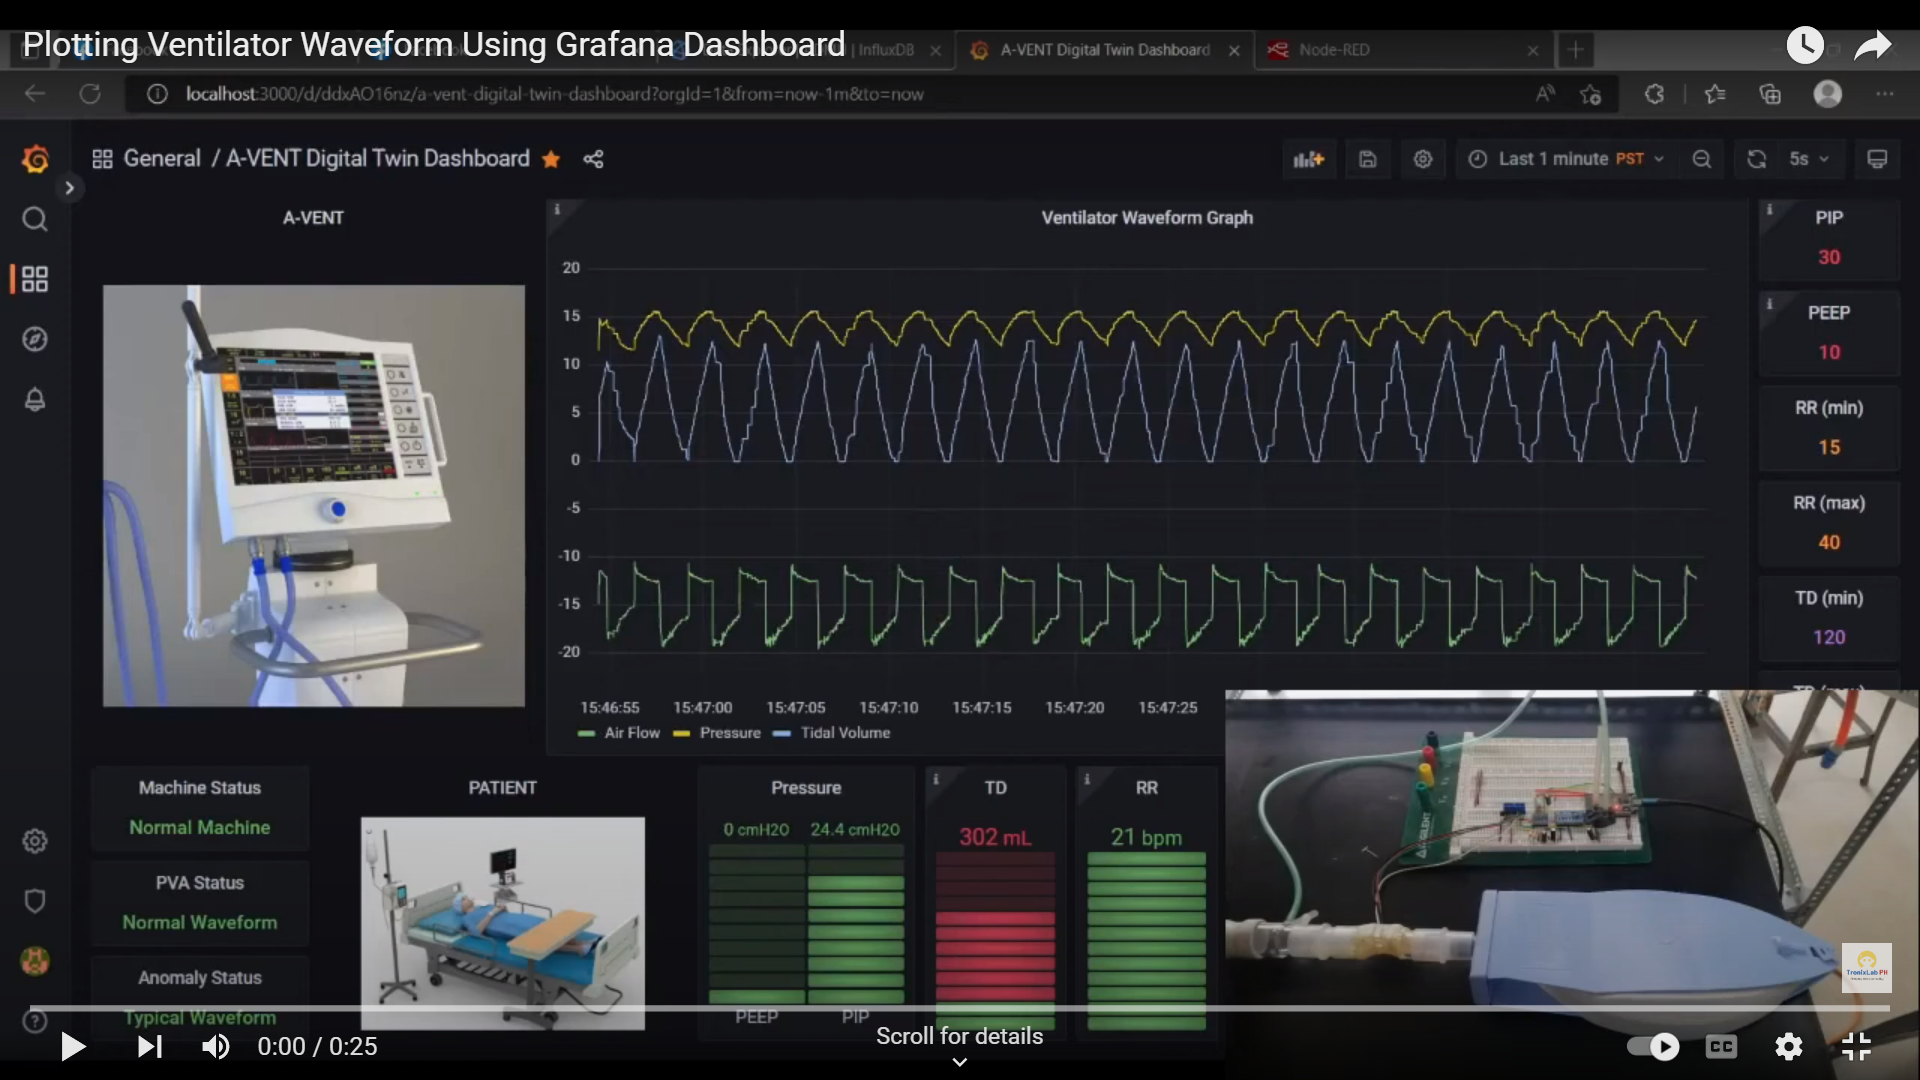 Plotting Ventilator Waveform Using Grafana Dashboard
InfluxDB
A-VENT Digital Twin Dashboard
Node-RED
localhost:3000/d/ddxAO16nz/a-vent-digital-twin-dashboard?orgId=1&from=now-1m&to=now
General / A-VENT Digital Twin Dashboard
Last 1 minute PST
5s
A-VENT
Ventilator Waveform Graph
20
15
10
5
0
-5
-10
-15
-20
15:46:55 15:47:00 15:47:05 15:47:10 15:47:15 15:47:20 15:47:25
Air Flow Pressure Tidal Volume
PIP
30
PEEP
10
RR (min)
15
RR (max)
40
TD (min)
120
Machine Status
Normal Machine
PVA Status
Normal Waveform
Anomaly Status
Typical Waveform
PATIENT
Pressure
0 cmH2O 24.4 cmH2O
PEEP PIP
TD
302 mL
RR
21 bpm
AGILENT
TronixLab PH
Scroll for details
0:00 / 0:25
CC